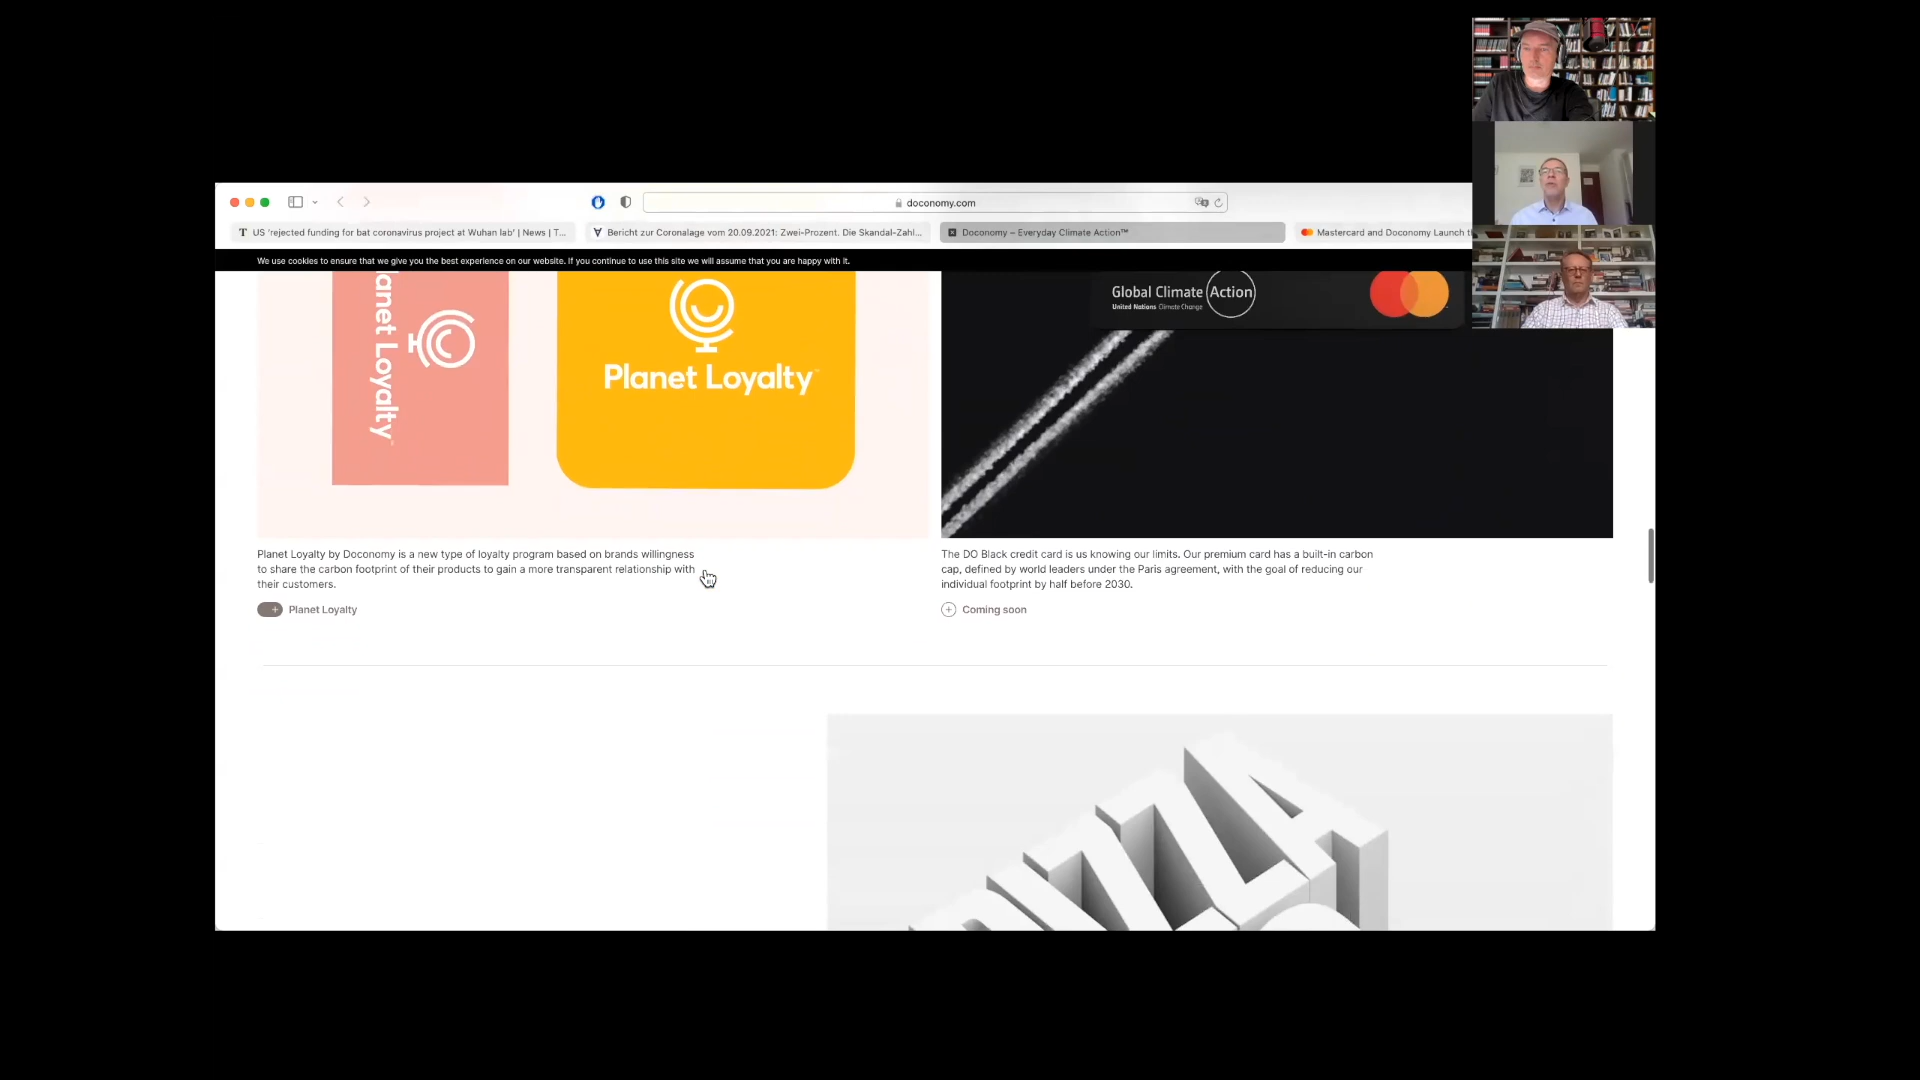 doconomy.com
US 'rejected funding for bat coronavirus project at Wuhan lab' | News | T...
Bericht zur Coronalage vom 20.09.2021: Zwei-Prozent. Die Skandal-Zahl...
Doconomy – Everyday Climate Action™
Mastercard and Doconomy Launch t
We use cookies to ensure that we give you the best experience on our website. If you continue to use this site we will assume that you are happy with it.
lanet Loyalty
Planet Loyalty
Global Climate Action
United Nations Climate Change
Planet Loyalty by Doconomy is a new type of loyalty program based on brands willingness
to share the carbon footprint of their products to gain a more transparent relationship with
their customers.
Planet Loyalty
The DO Black credit card is us knowing our limits. Our premium card has a built-in carbon
cap, defined by world leaders under the Paris agreement, with the goal of reducing our
individual footprint by half before 2030.
Coming soon